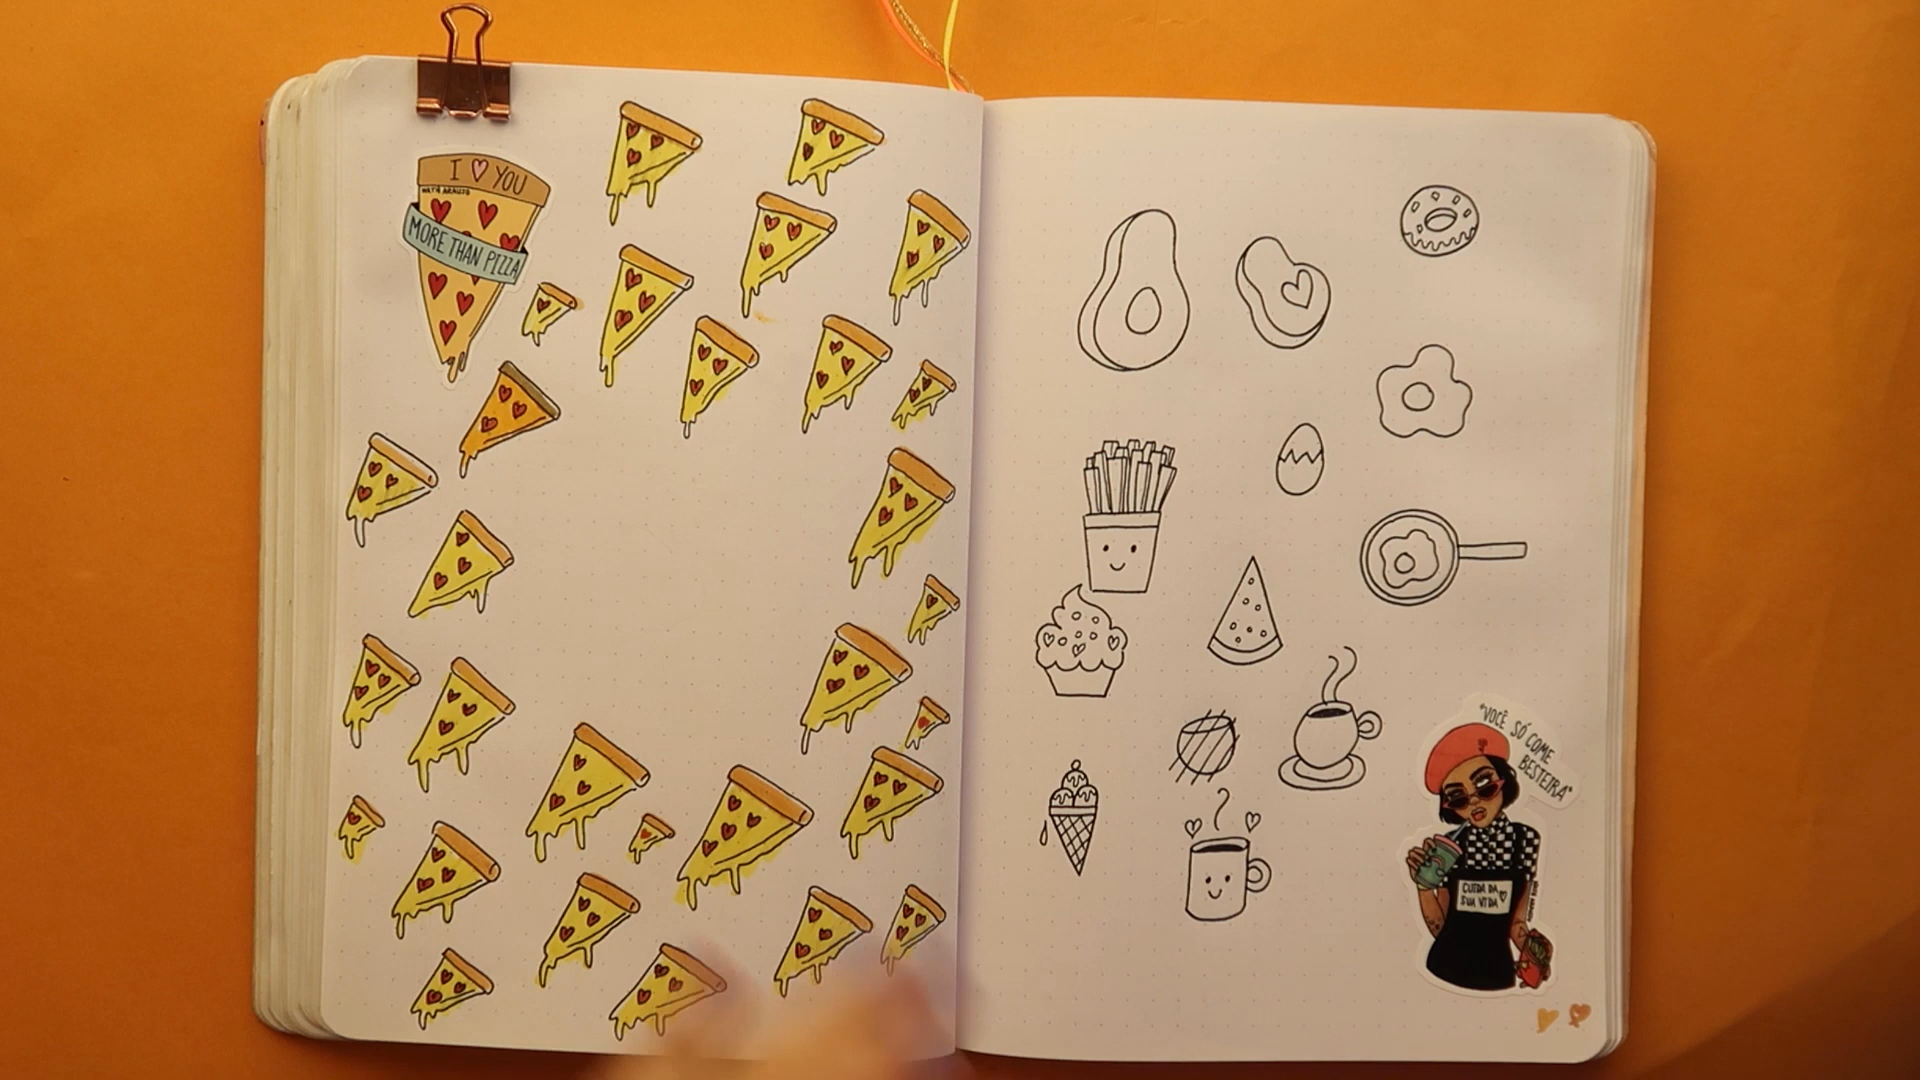 I ♡ YOU
MORE THAN PIZZA
"VOCÊ SÓ COME
BESTEIRA"
CUIDA DA
SUA VIDA